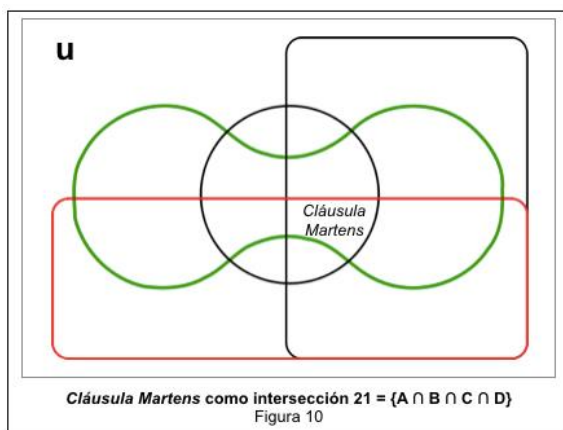 u
Cláusula
Martens
Cláusula Martens como intersección 21 = {A ∩ B ∩ C ∩ D}
Figura 10